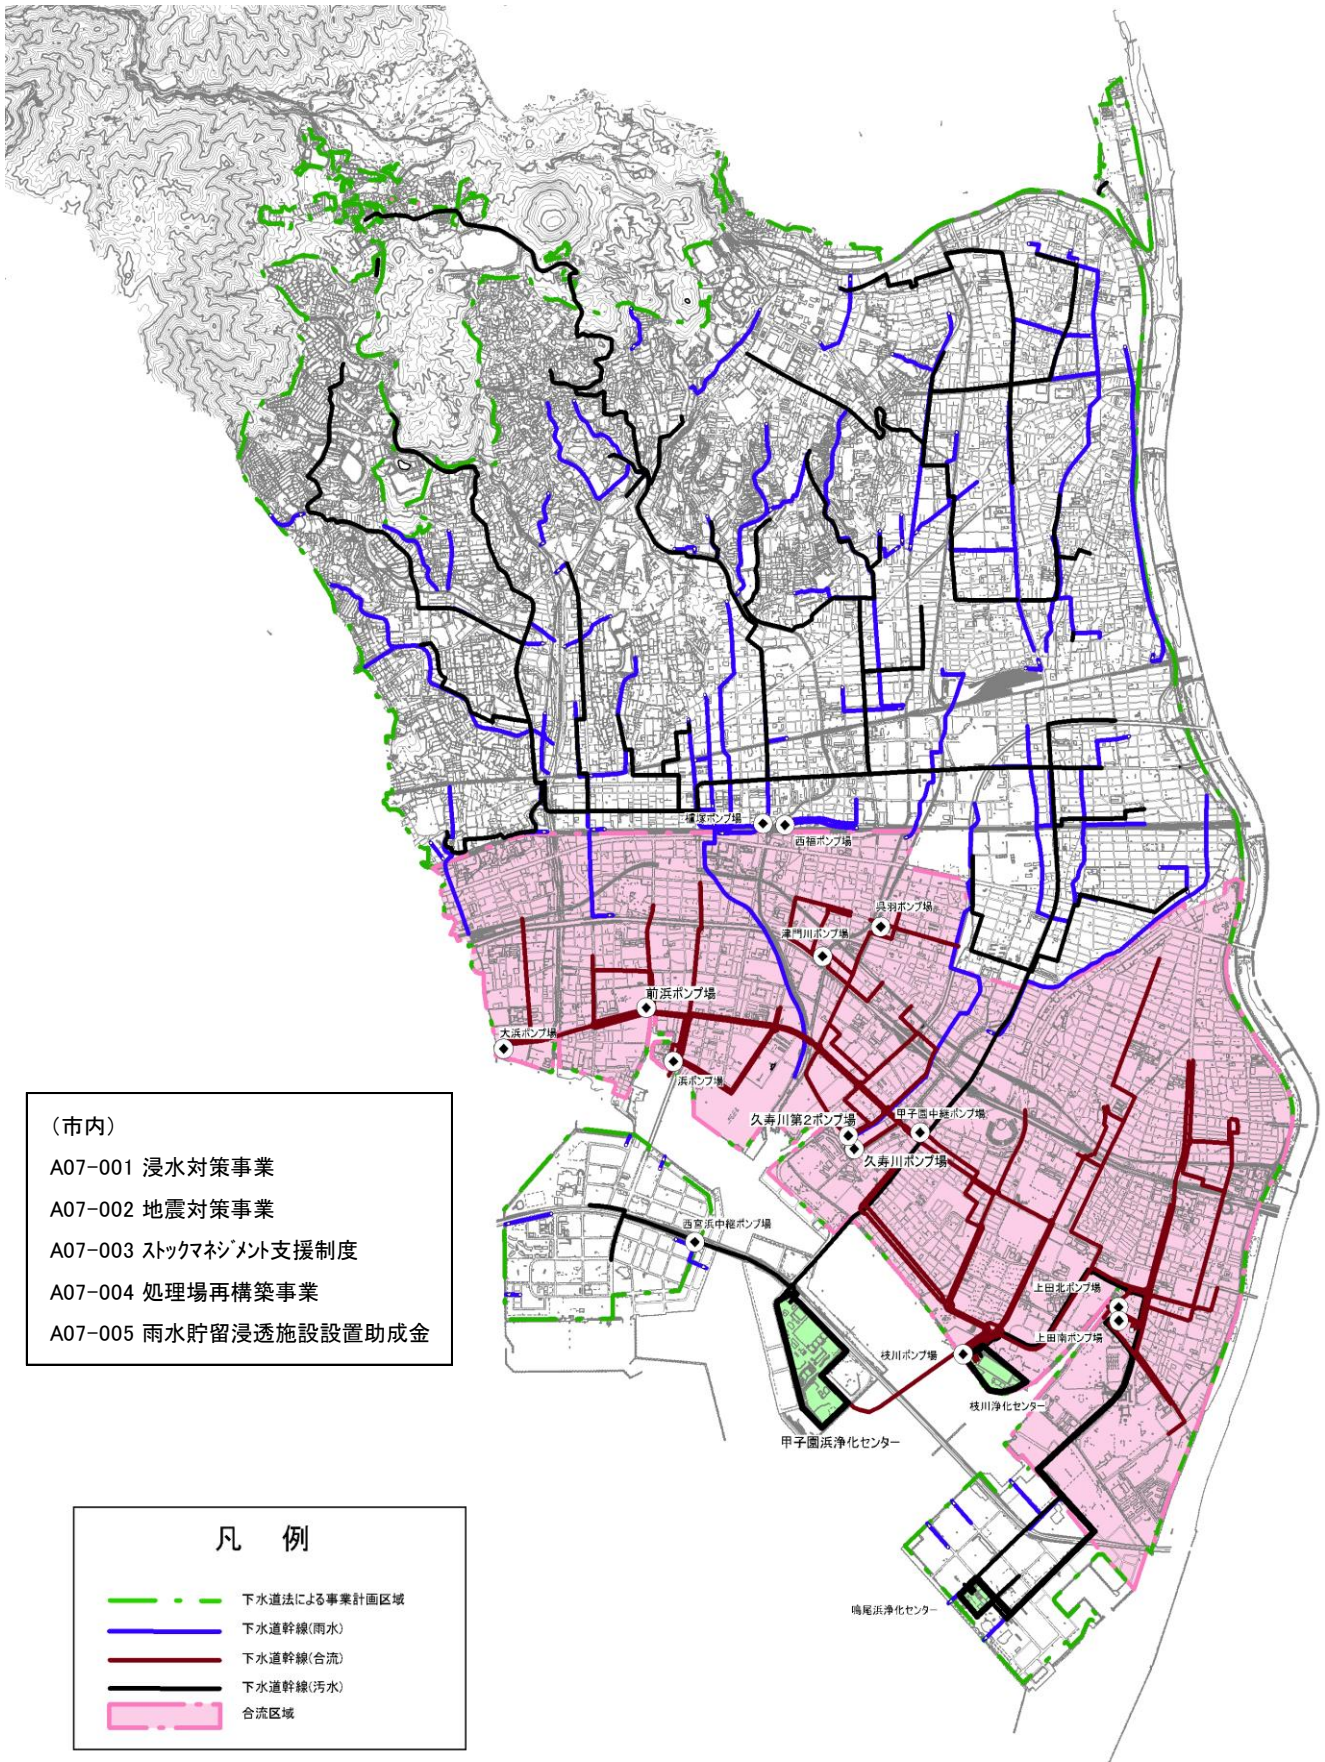 樋塚ポンプ場
西福ポンプ場
呉羽ポンプ場
津門川ポンプ場
前浜ポンプ場
大浜ポンプ場
浜ポンプ場
久寿川第2ポンプ場
甲子園中継ポンプ場
久寿川ポンプ場
(市内)
A07-001 浸水対策事業
A07-002 地震対策事業
A07-003 ストックマネジメント支援制度
A07-004 処理場再構築事業
A07-005 雨水貯留浸透施設設置助成金
西宮浜中継ポンプ場
上田北ポンプ場
上田南ポンプ場
枝川ポンプ場
枝川浄化センター
甲子園浜浄化センター
鳴尾浜浄化センター
凡 例
下水道法による事業計画区域
下水道幹線(雨水)
下水道幹線(合流)
下水道幹線(汚水)
合流区域